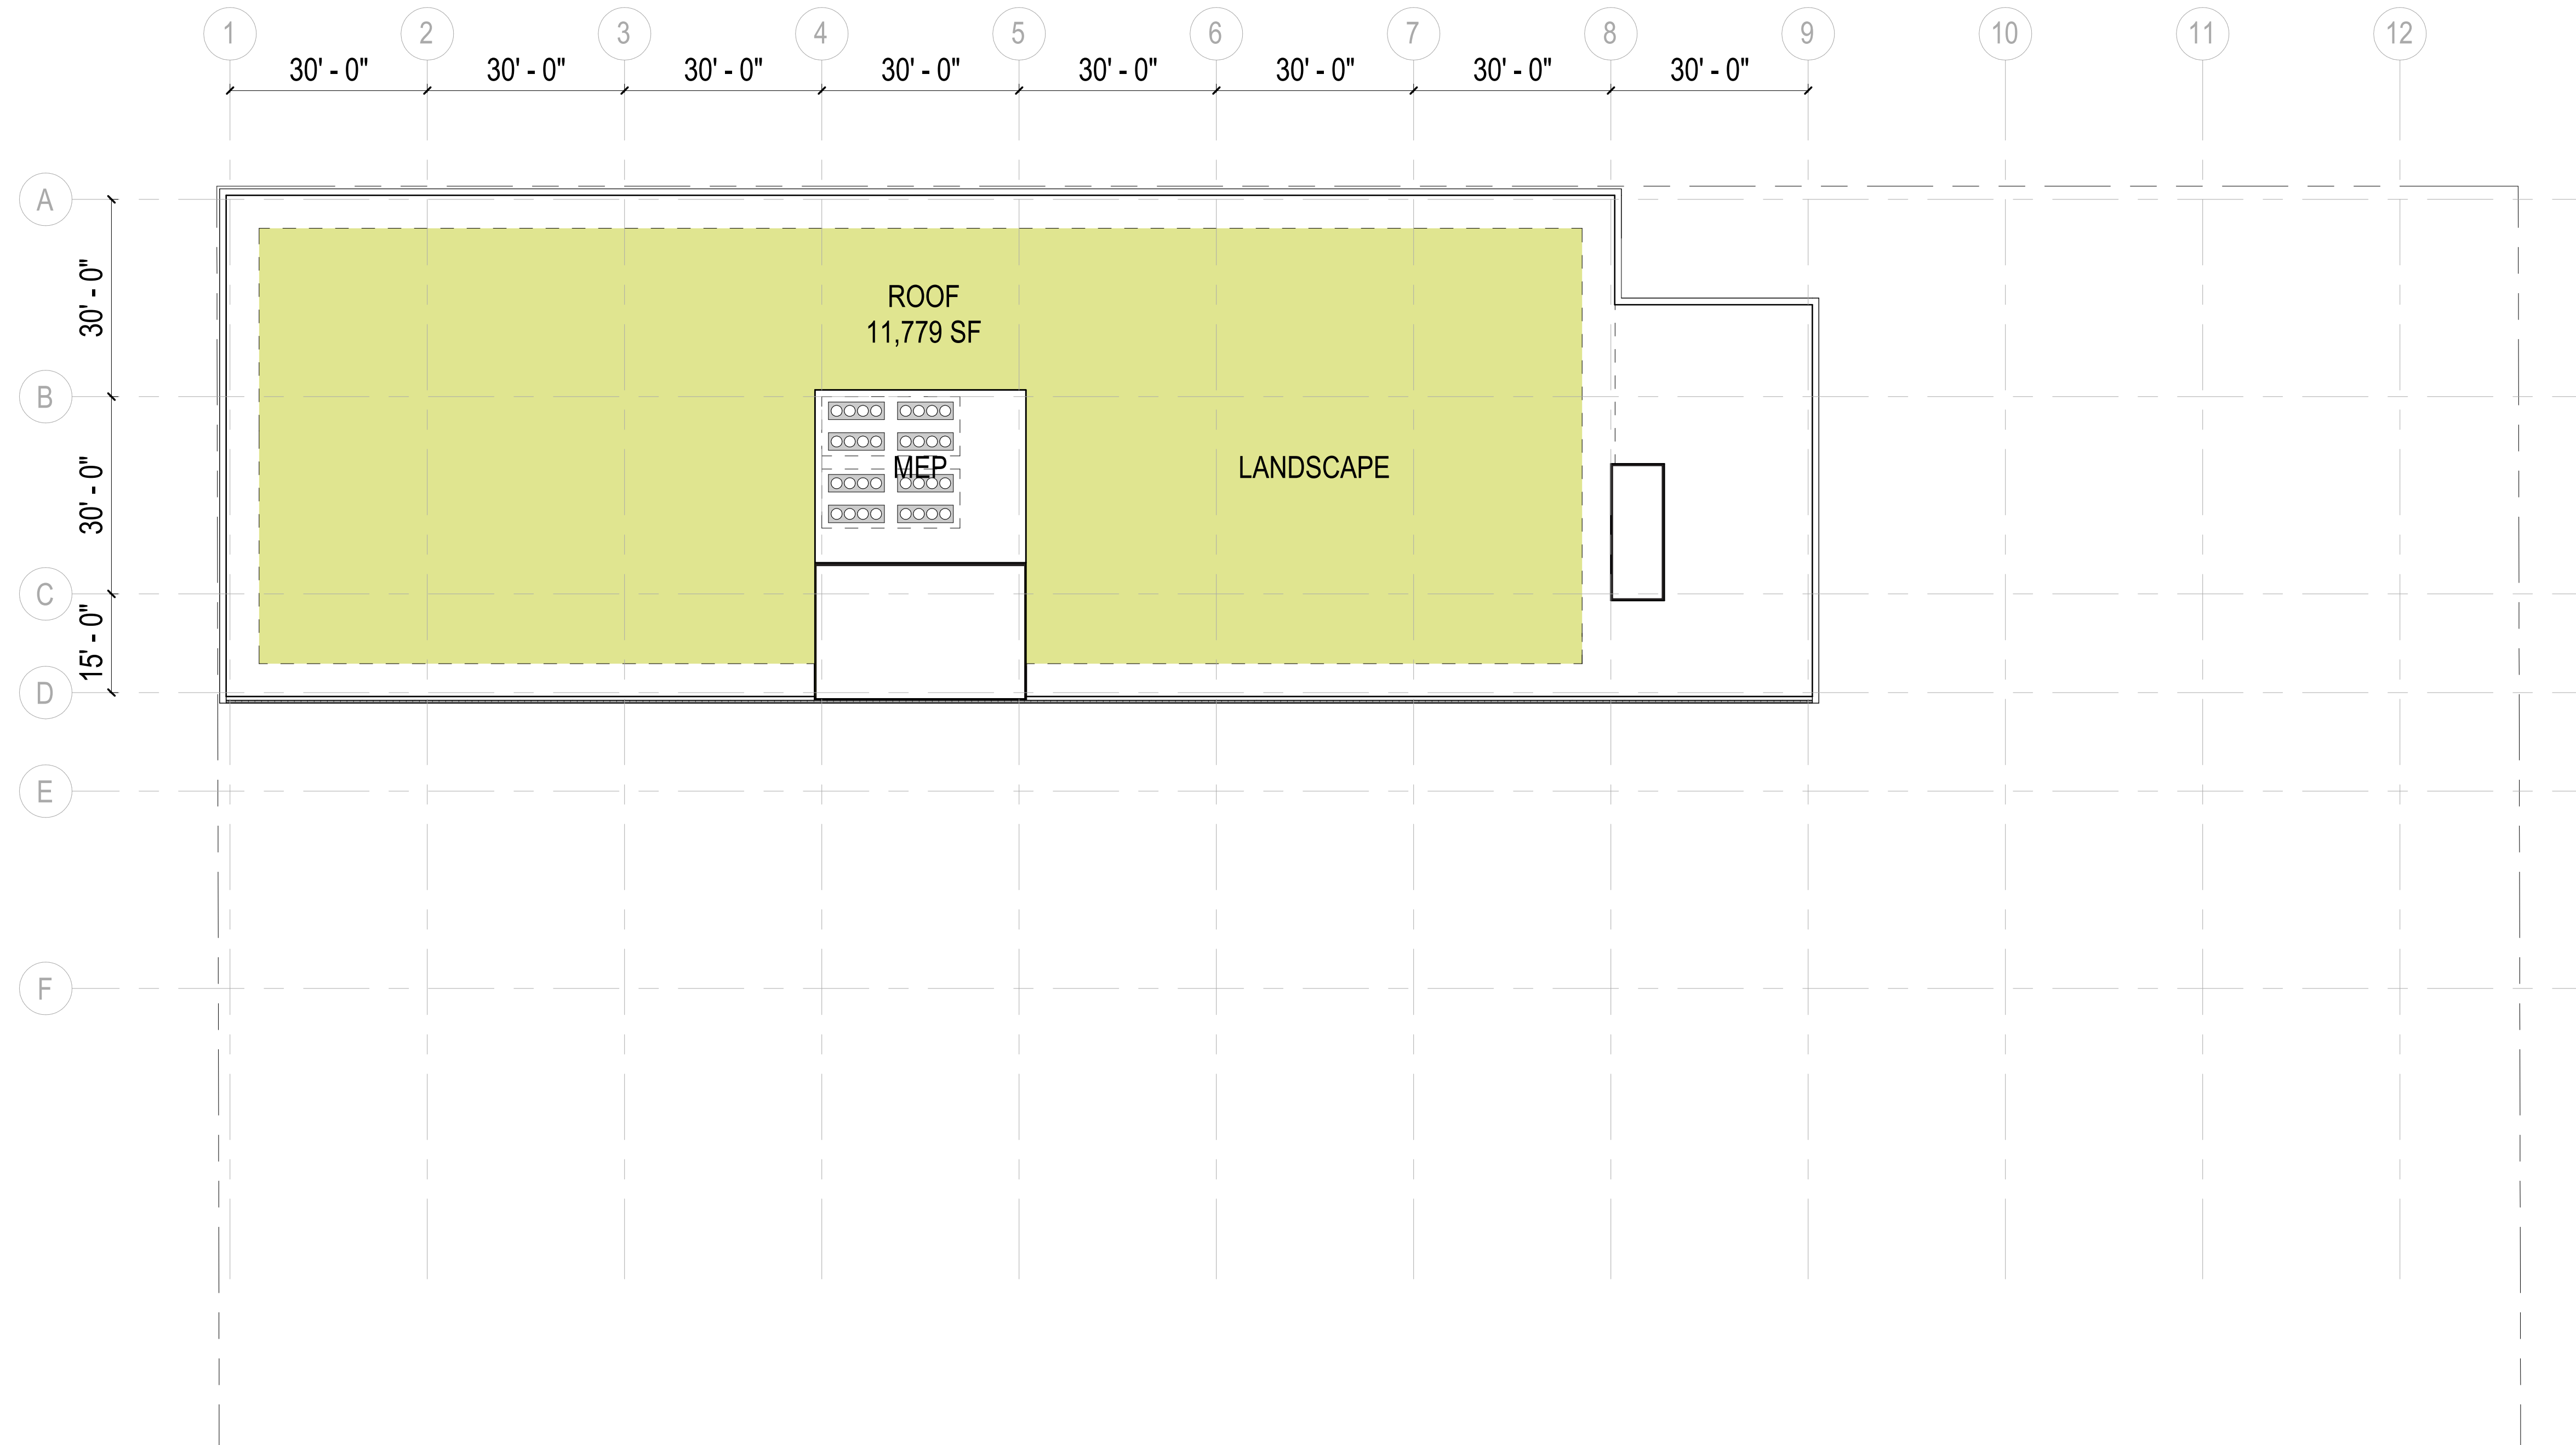 1 2 3 4 5 6 7 8 9 10 11 12
30' - 0" 30' - 0" 30' - 0" 30' - 0" 30' - 0" 30' - 0" 30' - 0" 30' - 0"
A
30' - 0"
ROOF
11,779 SF
B
30' - 0"
MEP
LANDSCAPE
C
15' - 0"
D
E
F